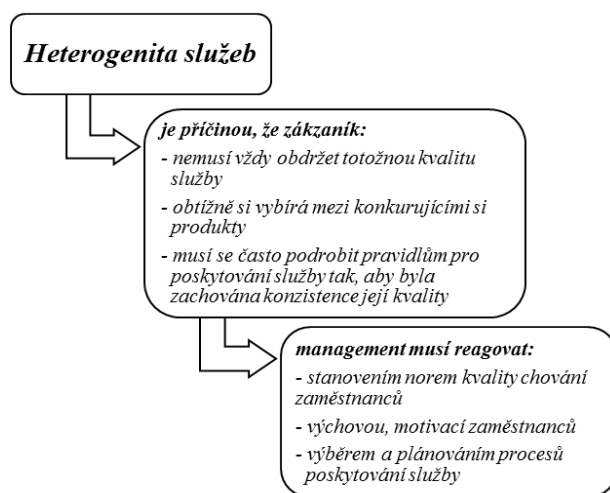 Heterogenita služeb
je příčinou, že zákzaník:
- nemusí vždy obdržet totožnou kvalitu
služby
- obtížně si vybírá mezi konkurujícími si
produkty
- musí se často podrobit pravidlům pro
poskytování služby tak, aby byla
zachována konzistence její kvality
management musí reagovat:
- stanovením norem kvality chování
zaměstnanců
- výchovou, motivací zaměstnanců
- výběrem a plánováním procesů
poskytování služby